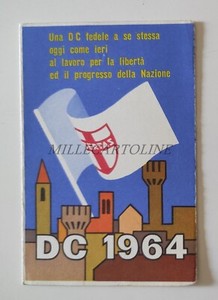 Una DC fedele a se stessa
oggi come ieri
al lavoro per la libertà
ed il progresso della Nazione
MILLECARTOLINE
DC 1964